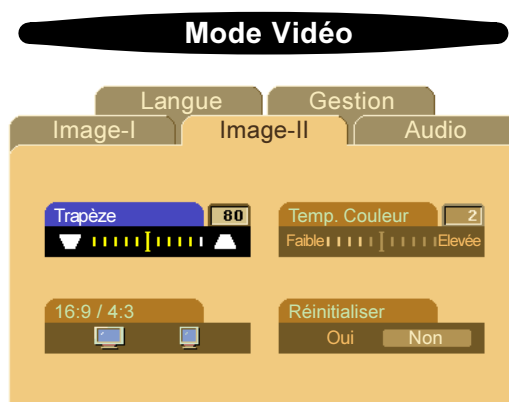 Mode Vidéo
Langue Gestion
Image-I Image-II Audio
Trapèze 80
Temp. Couleur 2
Faible Elevée
16:9 / 4:3
Réinitialiser
Oui Non